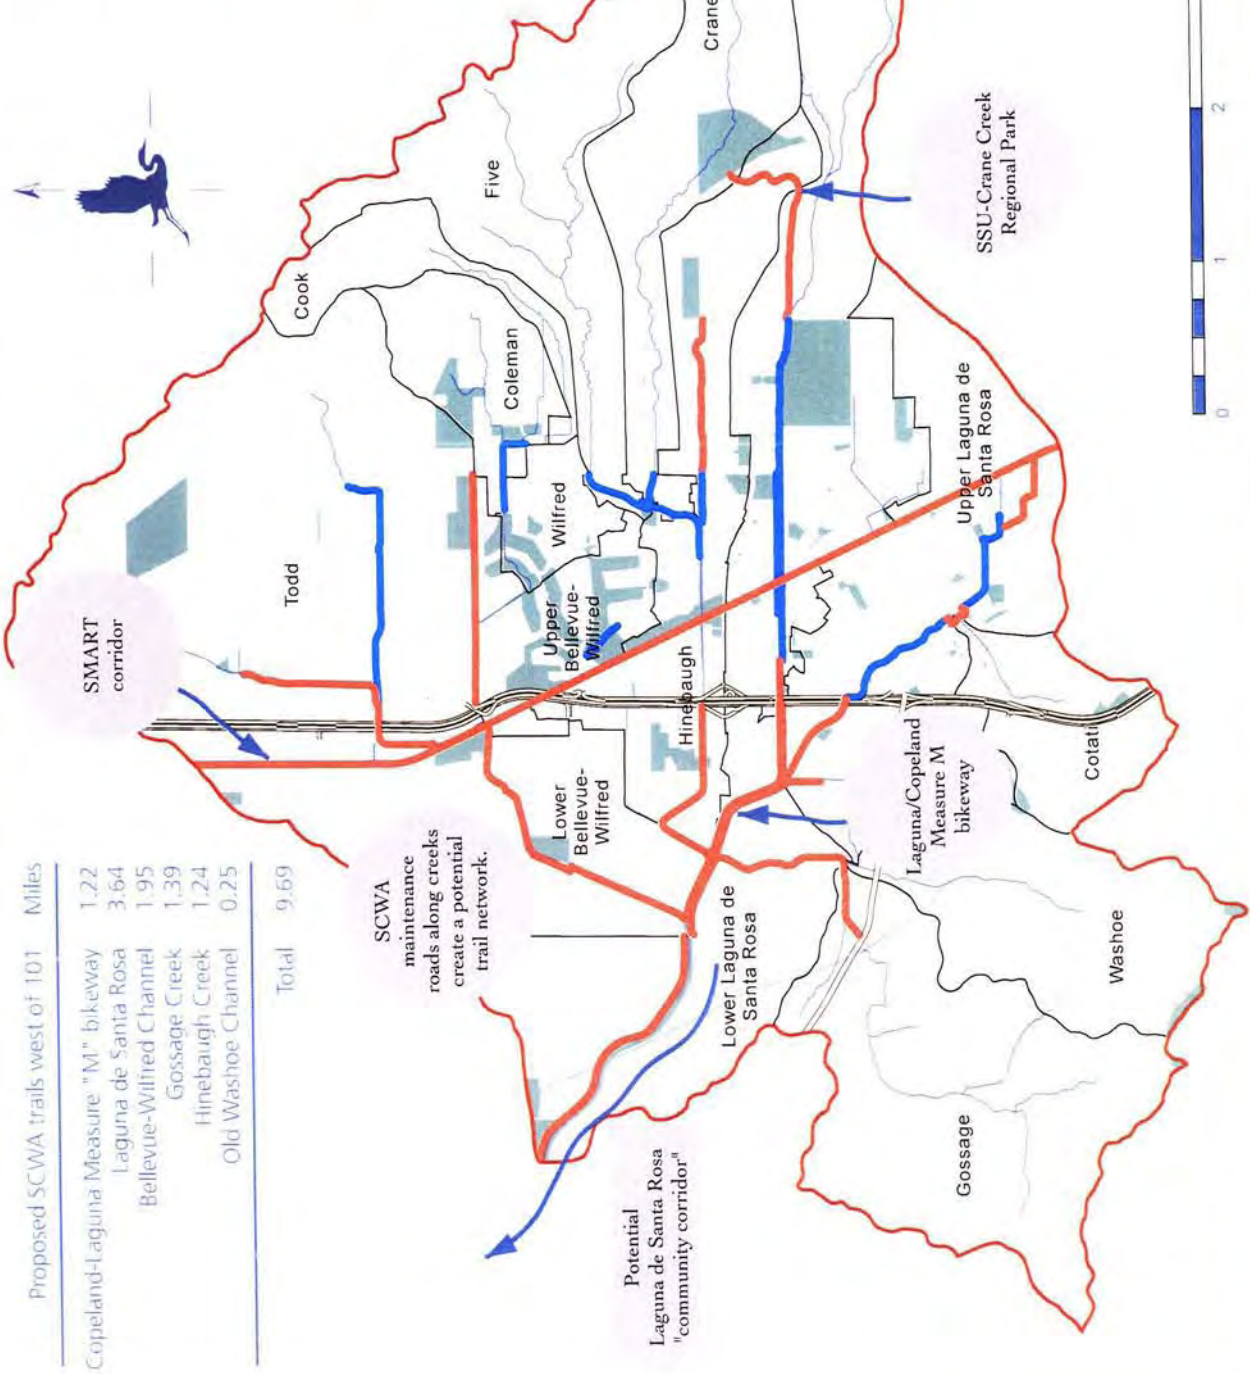 Proposed SCWA trails west of 101 Miles
Copeland-Laguna Measure "M" bikeway 1.22
Laguna de Santa Rosa 3.64
Bellevue-Wilfred Channel 1.95
Gossage Creek 1.39
Hinebaugh Creek 1.24
Old Washoe Channel 0.25
Total 9.69
SMART
corridor
SCWA
maintenance
roads along creeks
create a potential
trail network.
Potential
Laguna de Santa Rosa
"community corridor"
Laguna/Copeland
Measure M
bikeway
SSU-Crane Creek
Regional Park
Todd
Cook
Five
Crane
Coleman
Wilfred
Upper
Bellevue-
Wilfred
Lower
Bellevue-
Wilfred
Hinebaugh
Lower Laguna de
Santa Rosa
Upper Laguna de
Santa Rosa
Cotati
Washoe
Gossage
0 1 2